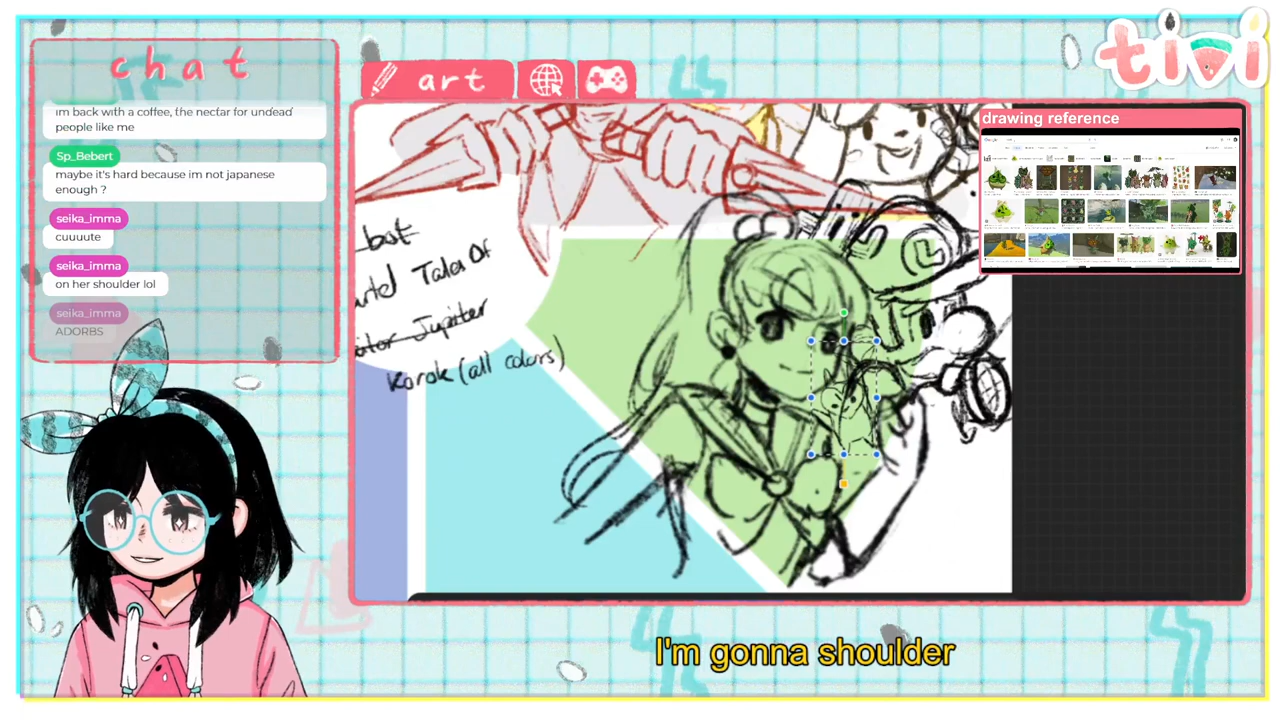 chat
im back with a coffee, the nectar for undead
people like me
Sp_Bebert
maybe it's hard because im not japanese
enough ?
seika_imma
cuuuute
seika_imma
on her shoulder lol
seika_imma
ADORBS
art
tivi
drawing reference
bot
Tales Of
Jupiter
Korok (all colors)
L
I'm gonna shoulder